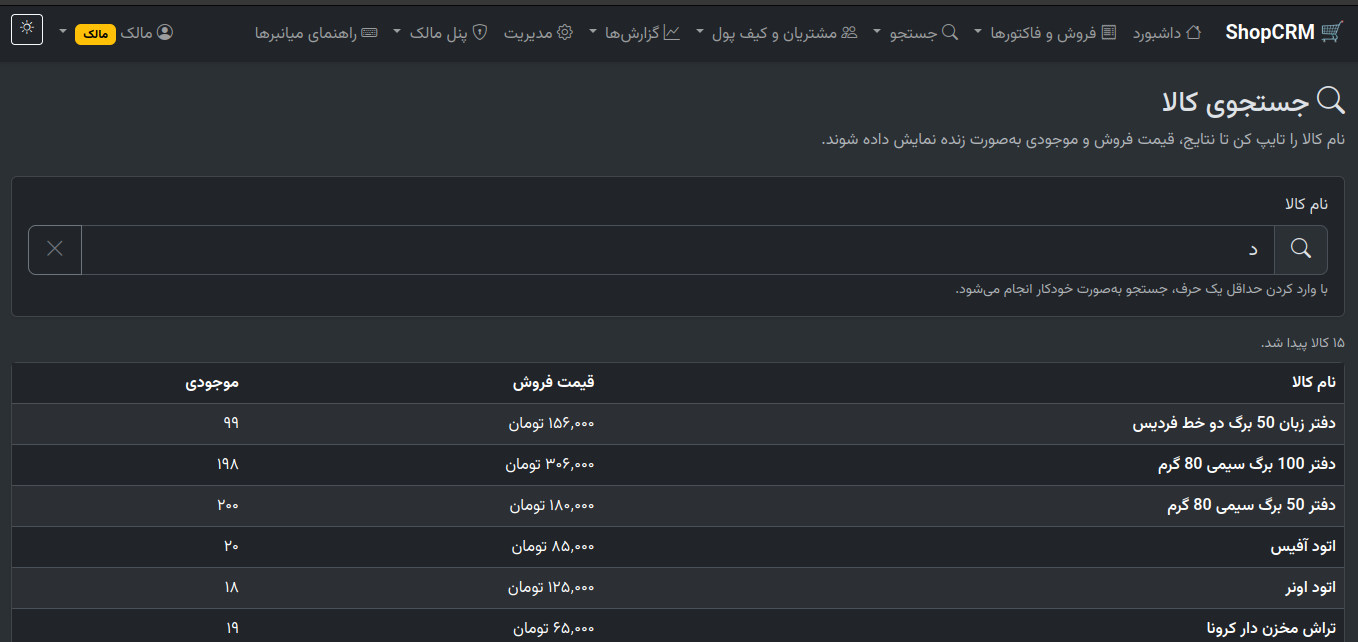 ShopCRM داشبورد فروش و فاکتورها جستجو مشتریان و کیف پول گزارش‌ها مدیریت پنل مالک راهنمای میانبرها مالک مالک
جستجوی کالا
نام کالا را تایپ کن تا نتایج، قیمت فروش و موجودی به‌صورت زنده نمایش داده شوند.
نام کالا
د
با وارد کردن حداقل یک حرف، جستجو به‌صورت خودکار انجام می‌شود.
۱۵ کالا پیدا شد.
نام کالا قیمت فروش موجودی
دفتر زبان 50 برگ دو خط فردیس ۱۵۶,۰۰۰ تومان ۹۹
دفتر 100 برگ سیمی 80 گرم ۳۰۶,۰۰۰ تومان ۱۹۸
دفتر 50 برگ سیمی 80 گرم ۱۸۰,۰۰۰ تومان ۲۰۰
اتود آفیس ۸۵,۰۰۰ تومان ۲۰
اتود اونر ۱۲۵,۰۰۰ تومان ۱۸
تراش مخزن دار کرونا ۶۵,۰۰۰ تومان ۱۹